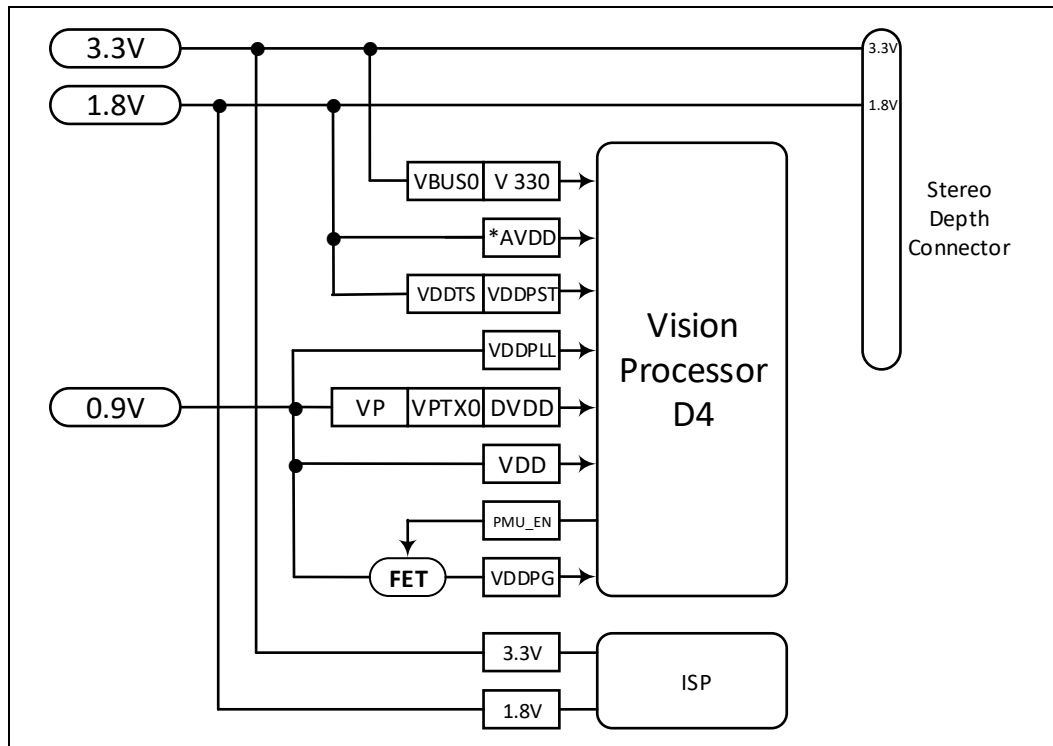 3.3V
3.3V
1.8V
1.8V
VBUS0 V 330
*AVDD
VDDTS VDDPST
VDDPLL
0.9V
VP VPTX0 DVDD
VDD
PMU_EN
FET
VDDPG
Vision
Processor
D4
Stereo
Depth
Connector
3.3V
1.8V
ISP